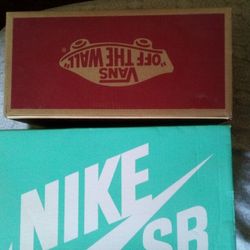 VANS
"OFF THE WALL"
NIKE
SB